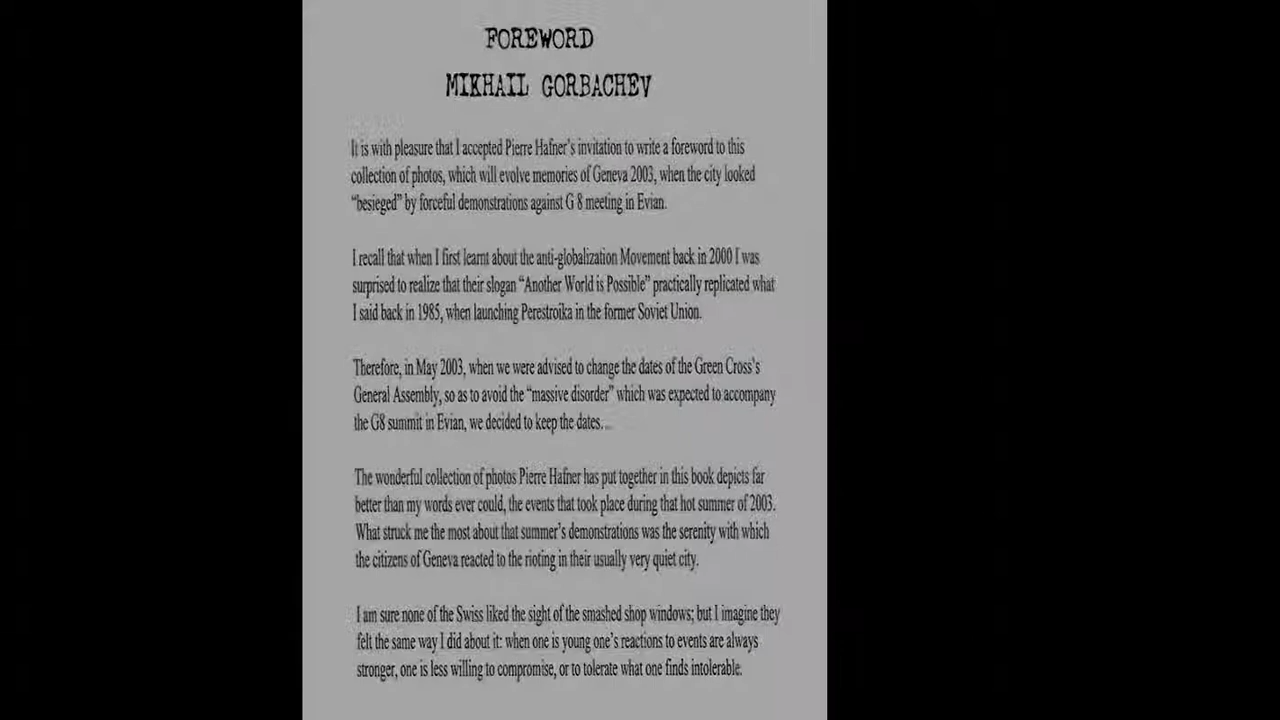 FOREWORD
MIKHAIL GORBACHEV
It is with pleasure that I accepted Pierre Hafner's invitation to write a foreword to this
collection of photos, which will evolve memories of Geneva 2003, when the city looked
“besieged” by forceful demonstrations against G 8 meeting in Evian.
I recall that when I first learnt about the anti-globalization Movement back in 2000 I was
surprised to realize that their slogan “Another World is Possible” practically replicated what
I said back in 1985, when launching Perestroika in the former Soviet Union.
Therefore, in May 2003, when we were advised to change the dates of the Green Cross's
General Assembly, so as to avoid the “massive disorder” which was expected to accompany
the G8 summit in Evian, we decided to keep the dates...
The wonderful collection of photos Pierre Hafner has put together in this book depicts far
better than my words ever could, the events that took place during that hot summer of 2003.
What struck me the most about that summer's demonstrations was the serenity with which
the citizens of Geneva reacted to the rioting in their usually very quiet city.
I am sure none of the Swiss liked the sight of the smashed shop windows; but I imagine they
felt the same way I did about it: when one is young one's reactions to events are always
stronger, one is less willing to compromise, or to tolerate what one finds intolerable.